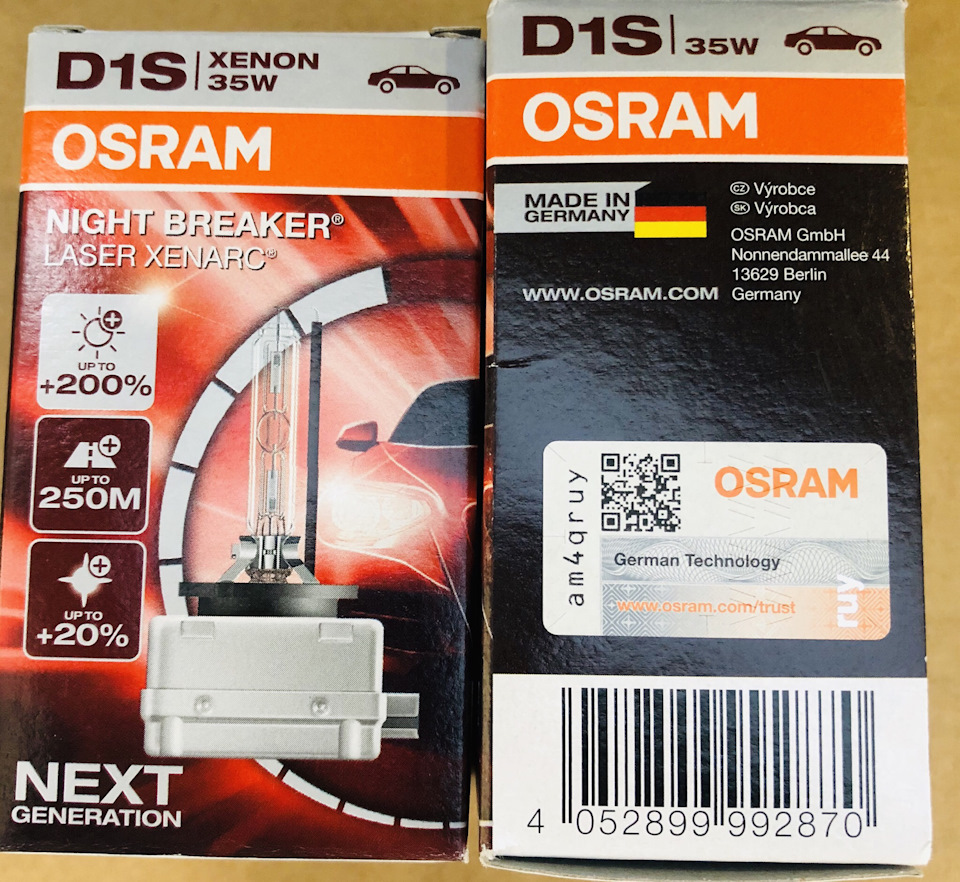 D1S
XENON
35W
OSRAM
NIGHT BREAKER®
LASER XENARC®
UP TO
+200%
UP TO
250M
UP TO
+20%
NEXT
GENERATION
D1S 35W
OSRAM
MADE IN
GERMANY
CZ Výrobce
SK Výrobca
OSRAM GmbH
Nonnendammallee 44
13629 Berlin
Germany
WWW.OSRAM.COM
am4qruy
OSRAM
German Technology
www.osram.com/trust
ruy
4 052899 992870